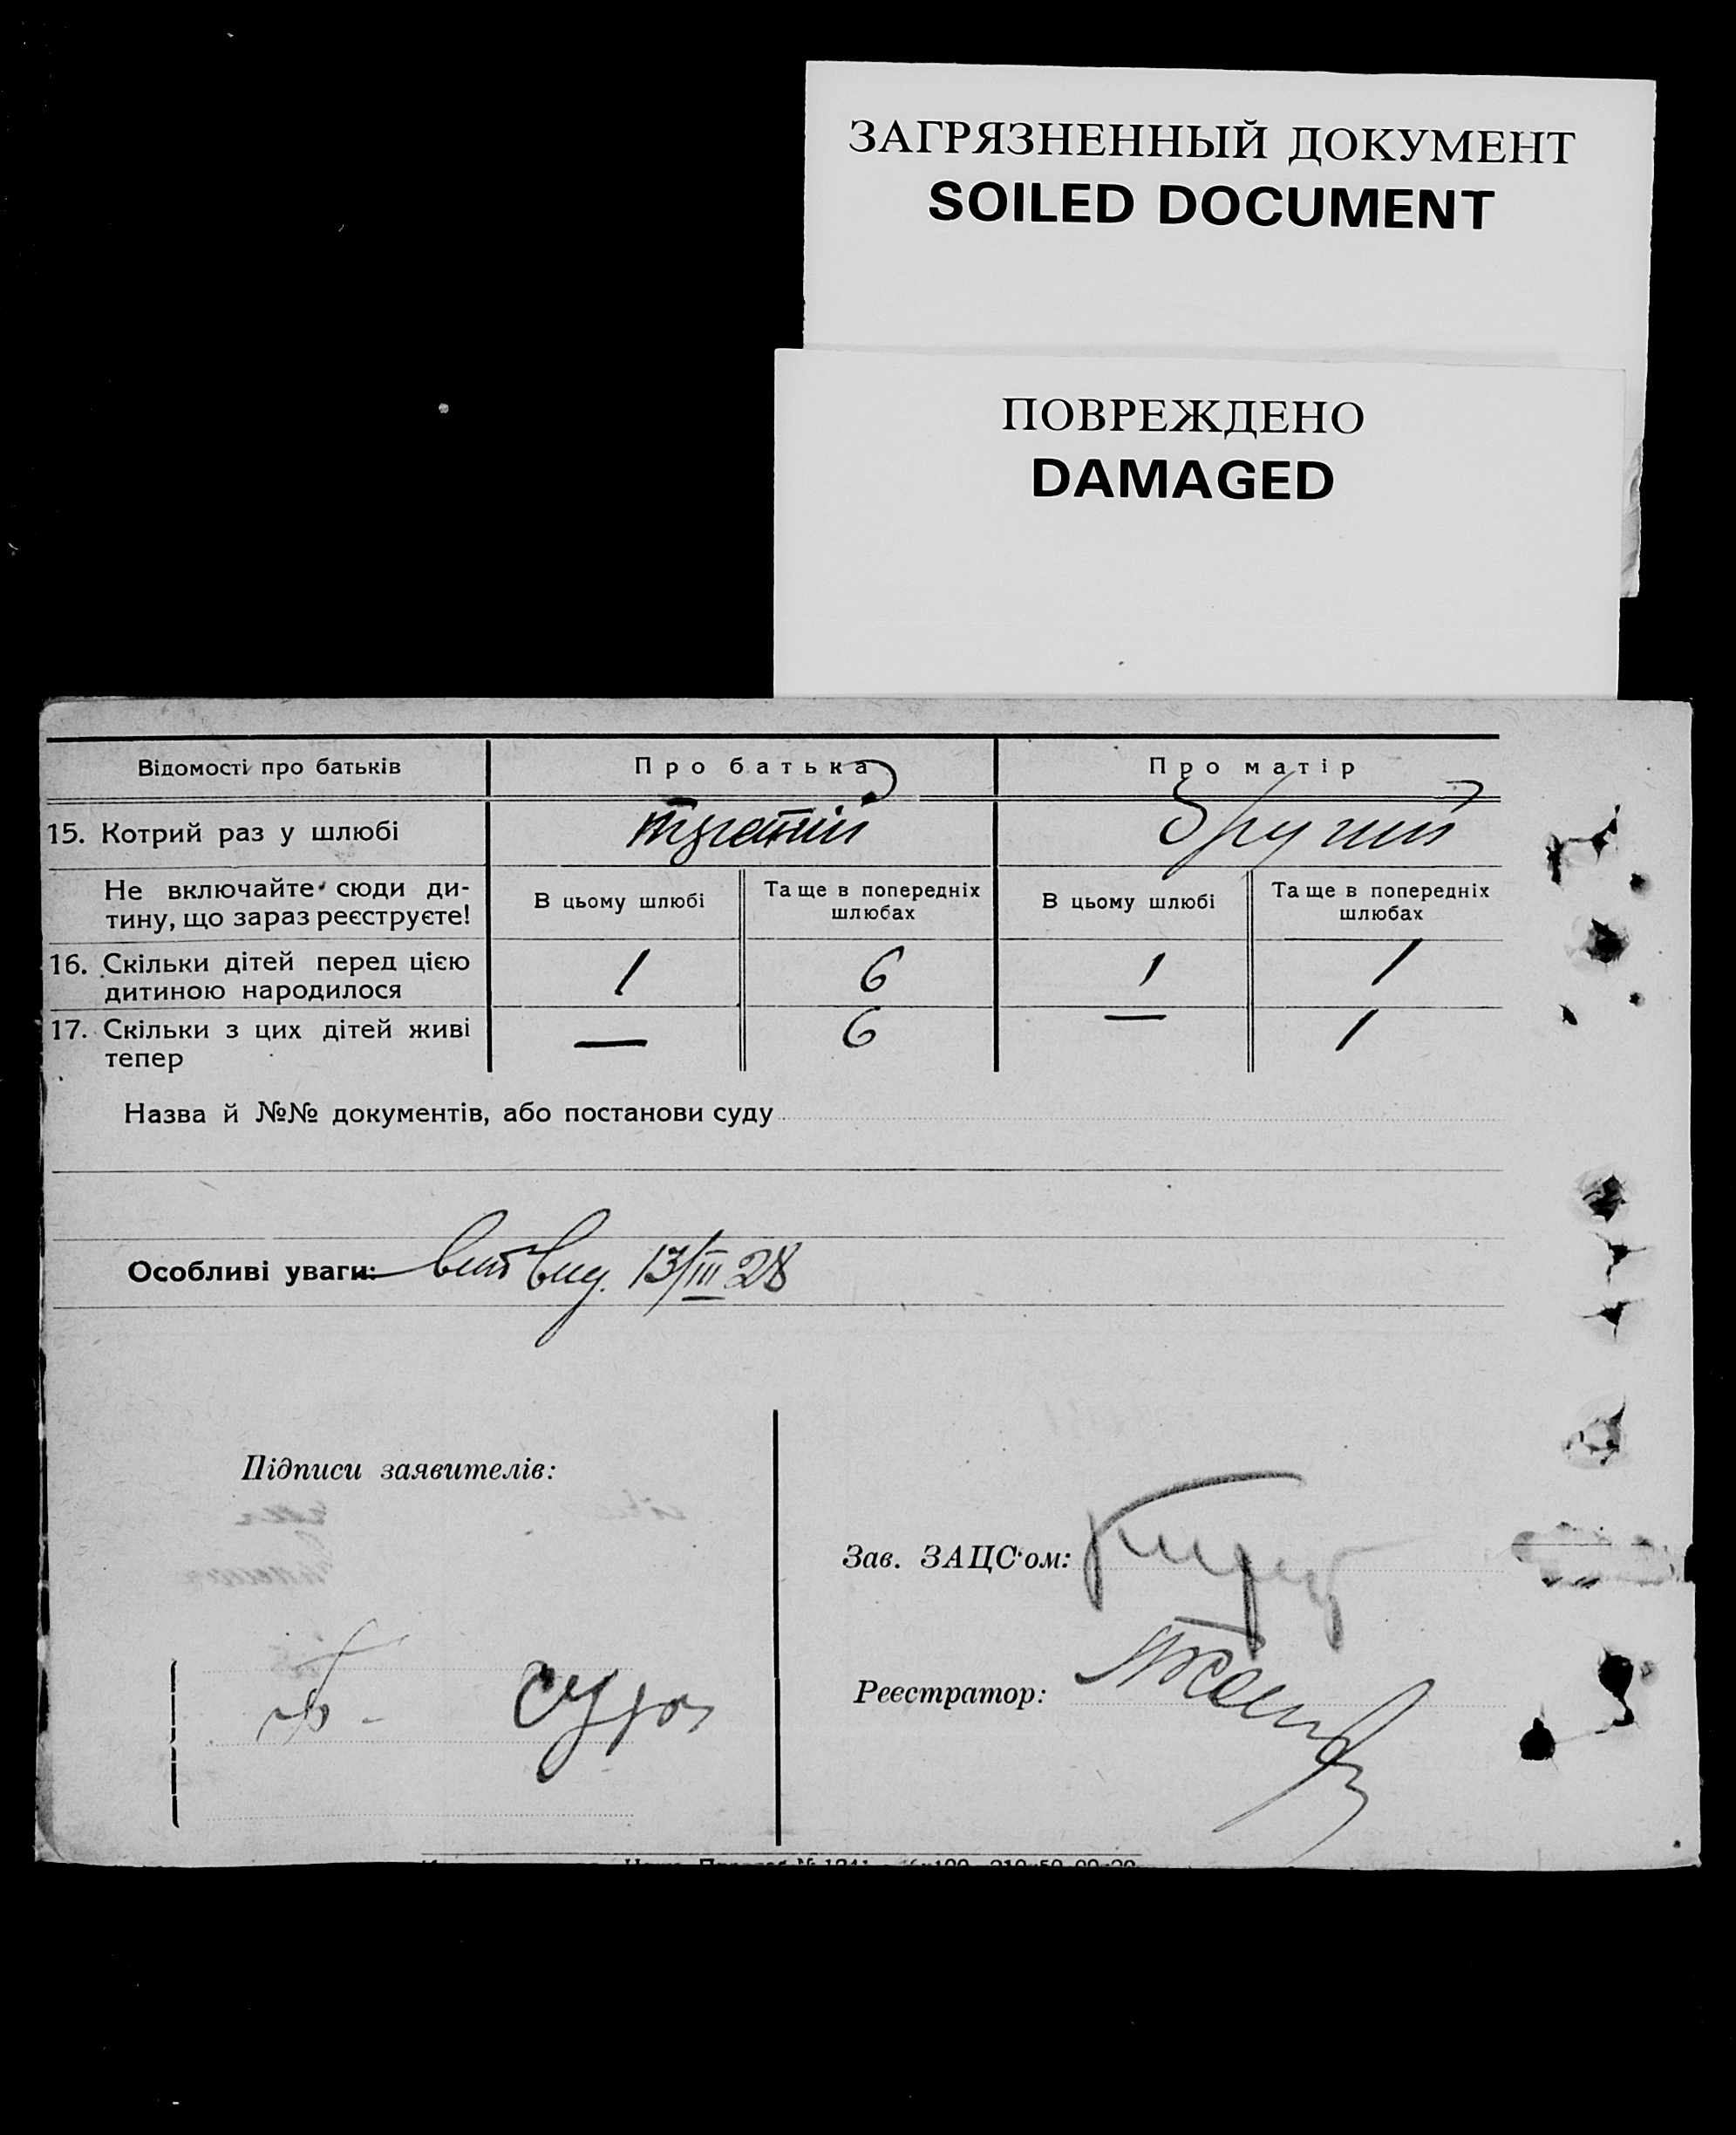 ЗАГРЯЗНЕННЫЙ ДОКУМЕНТ
SOILED DOCUMENT
ПОВРЕЖДЕНО
DAMAGED
Відомості про батьків Про батька Про матір
15. Котрий раз у шлюбі третій другий
Не включайте сюди ди-
тину, що зараз реєструєте!
В цьому шлюбі
Та ще в попередніх
шлюбах
В цьому шлюбі
Та ще в попередніх
шлюбах
16. Скільки дітей перед цією
дитиною народилося
1 6 1 1
17. Скільки з цих дітей живі
тепер
— 6 — 1
Назва й №№ документів, або постанови суду
Особливі уваги: 13/III 28
Підписи заявителів:
Зав. ЗАЦС'ом:
Реєстратор: